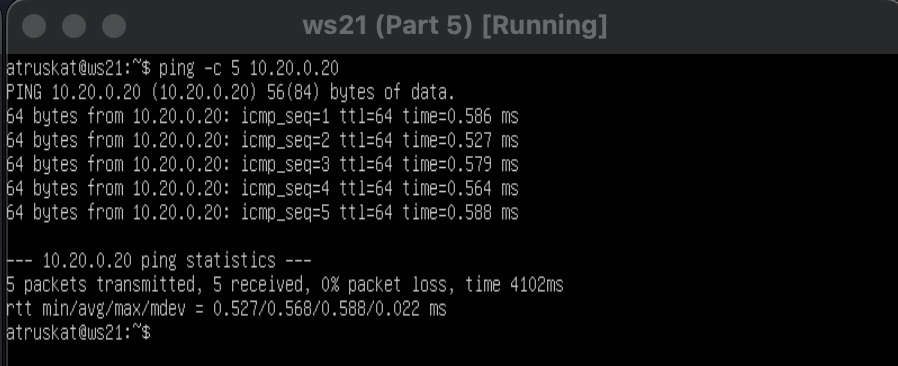 ws21 (Part 5) [Running]
atruskat@ws21:~$ ping -c 5 10.20.0.20
PING 10.20.0.20 (10.20.0.20) 56(84) bytes of data.
64 bytes from 10.20.0.20: icmp_seq=1 ttl=64 time=0.586 ms
64 bytes from 10.20.0.20: icmp_seq=2 ttl=64 time=0.527 ms
64 bytes from 10.20.0.20: icmp_seq=3 ttl=64 time=0.579 ms
64 bytes from 10.20.0.20: icmp_seq=4 ttl=64 time=0.564 ms
64 bytes from 10.20.0.20: icmp_seq=5 ttl=64 time=0.588 ms
--- 10.20.0.20 ping statistics ---
5 packets transmitted, 5 received, 0% packet loss, time 4102ms
rtt min/avg/max/mdev = 0.527/0.568/0.588/0.022 ms
atruskat@ws21:~$